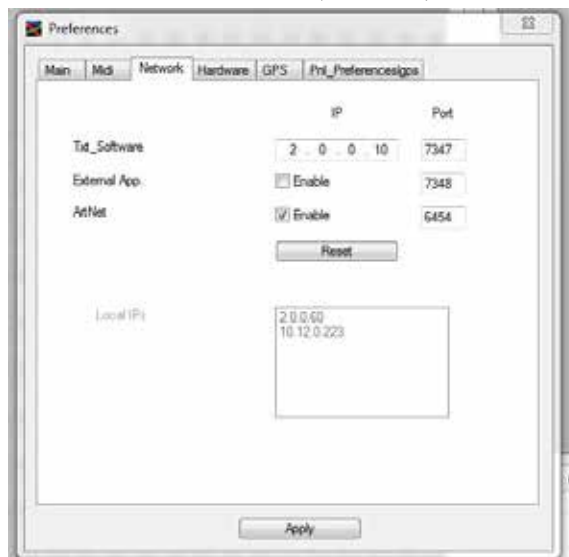 Preferences
Main Midi Network Hardware GPS Pnl_Preferencesigps
IP Port
Txt_Software 2 . 0 . 0 . 10 7347
External App. Enable 7348
ArtNet Enable 6454
Reset
Local IPs
2.0.0.60
10.12.0.223
Apply